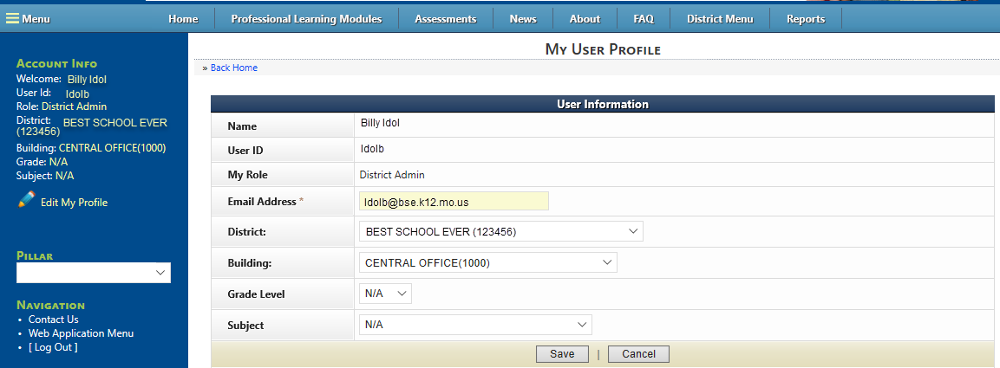 Menu Home Professional Learning Modules Assessments News About FAQ District Menu Reports
Account Info
Welcome: Billy Idol
User Id: Idolb
Role: District Admin
District: BEST SCHOOL EVER
(123456)
Building: CENTRAL OFFICE(1000)
Grade: N/A
Subject: N/A
Edit My Profile
Pillar
Navigation
• Contact Us
• Web Application Menu
• [ Log Out ]
My User Profile
» Back Home
User Information
Name Billy Idol
User ID Idolb
My Role District Admin
Email Address * Idolb@bse.k12.mo.us
District: BEST SCHOOL EVER (123456)
Building: CENTRAL OFFICE(1000)
Grade Level N/A
Subject N/A
Save | Cancel